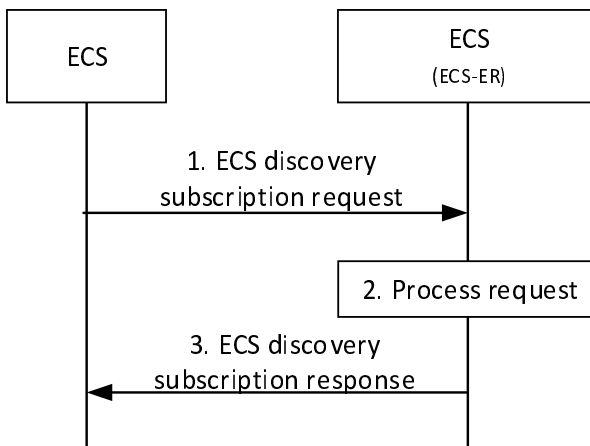 ECS
ECS
(ECS-ER)
1. ECS discovery
subscription request
2. Process request
3. ECS discovery
subscription response